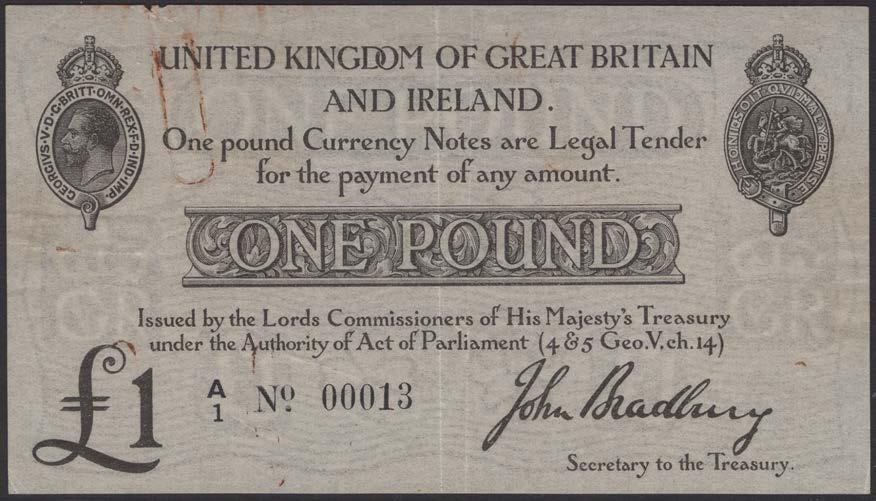 UNITED KINGDOM OF GREAT BRITAIN
AND IRELAND.
GEORGIVS·V·D·G·BRITT·OMN·REX·F·D·IND·IMP.
HONI·SOIT·QVI·MAL·Y·PENSE
One pound Currency Notes are Legal Tender
for the payment of any amount.
ONE POUND
Issued by the Lords Commissioners of His Majesty's Treasury
under the Authority of Act of Parliament (4 & 5 Geo.V, ch.14)
£1
A
1
No 00013
John Bradbury
Secretary to the Treasury.